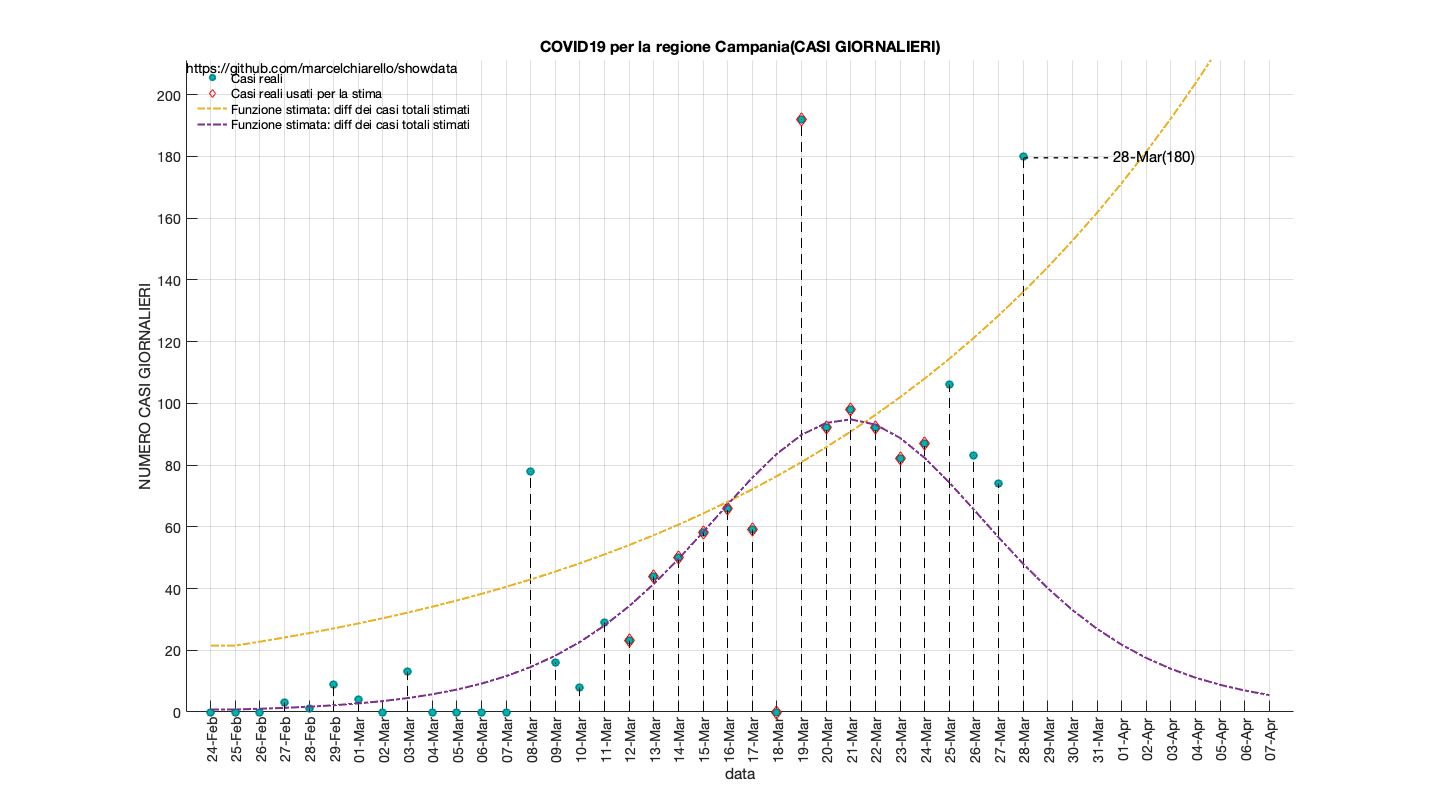 COVID19 per la regione Campania(CASI GIORNALIERI)
https://github.com/marcelchiarello/showdata
Casi reali
Casi reali usati per la stima
Funzione stimata: diff dei casi totali stimati
Funzione stimata: diff dei casi totali stimati
NUMERO CASI GIORNALIERI
200
180
160
140
120
100
80
60
40
20
0
28-Mar(180)
24-Feb
25-Feb
26-Feb
27-Feb
28-Feb
29-Feb
01-Mar
02-Mar
03-Mar
04-Mar
05-Mar
06-Mar
07-Mar
08-Mar
09-Mar
10-Mar
11-Mar
12-Mar
13-Mar
14-Mar
15-Mar
16-Mar
17-Mar
18-Mar
19-Mar
20-Mar
21-Mar
22-Mar
23-Mar
24-Mar
25-Mar
26-Mar
27-Mar
28-Mar
29-Mar
30-Mar
31-Mar
01-Apr
02-Apr
03-Apr
04-Apr
05-Apr
06-Apr
07-Apr
data